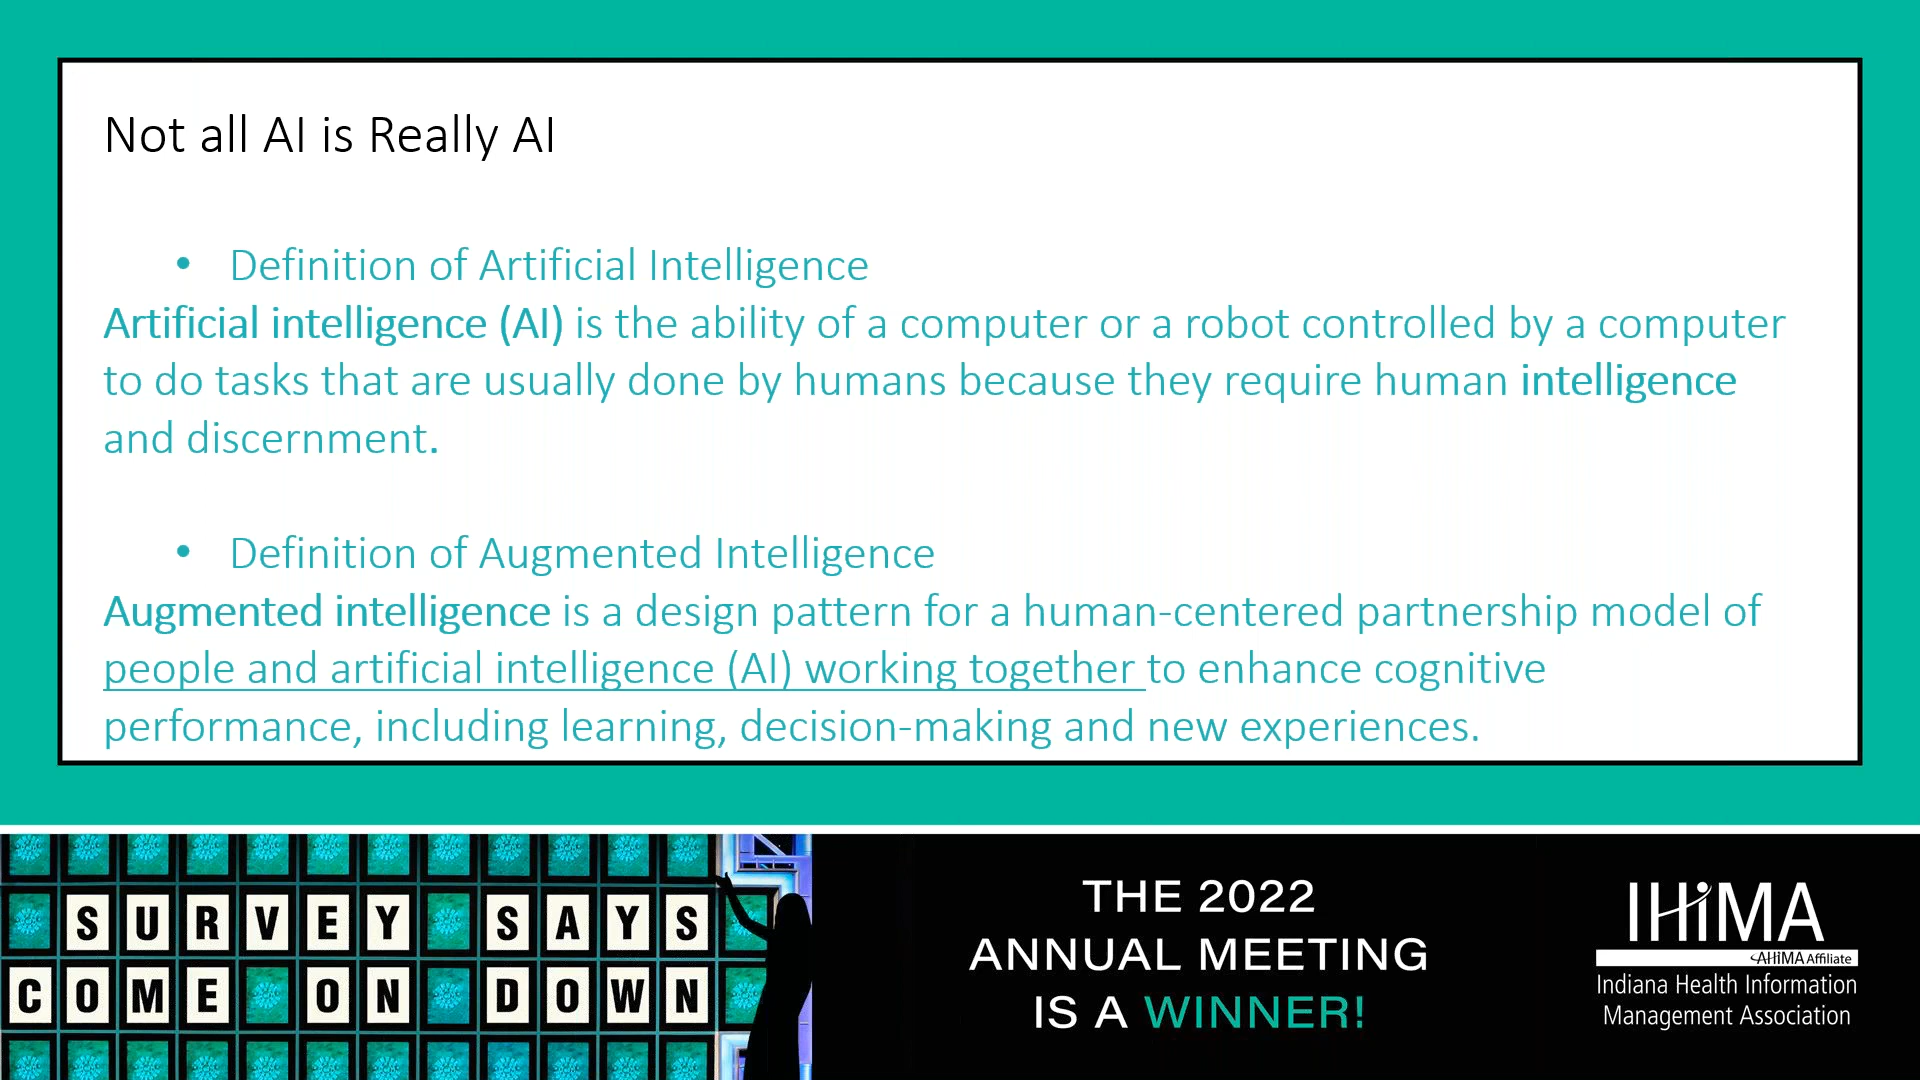 Not all AI is Really AI
• Definition of Artificial Intelligence
Artificial intelligence (AI) is the ability of a computer or a robot controlled by a computer
to do tasks that are usually done by humans because they require human intelligence
and discernment.
• Definition of Augmented Intelligence
Augmented intelligence is a design pattern for a human-centered partnership model of
people and artificial intelligence (AI) working together to enhance cognitive
performance, including learning, decision-making and new experiences.
SURVEY SAYS
COME ON DOWN
THE 2022
ANNUAL MEETING
IS A WINNER!
IHiMA
AHiMA Affiliate
Indiana Health Information
Management Association